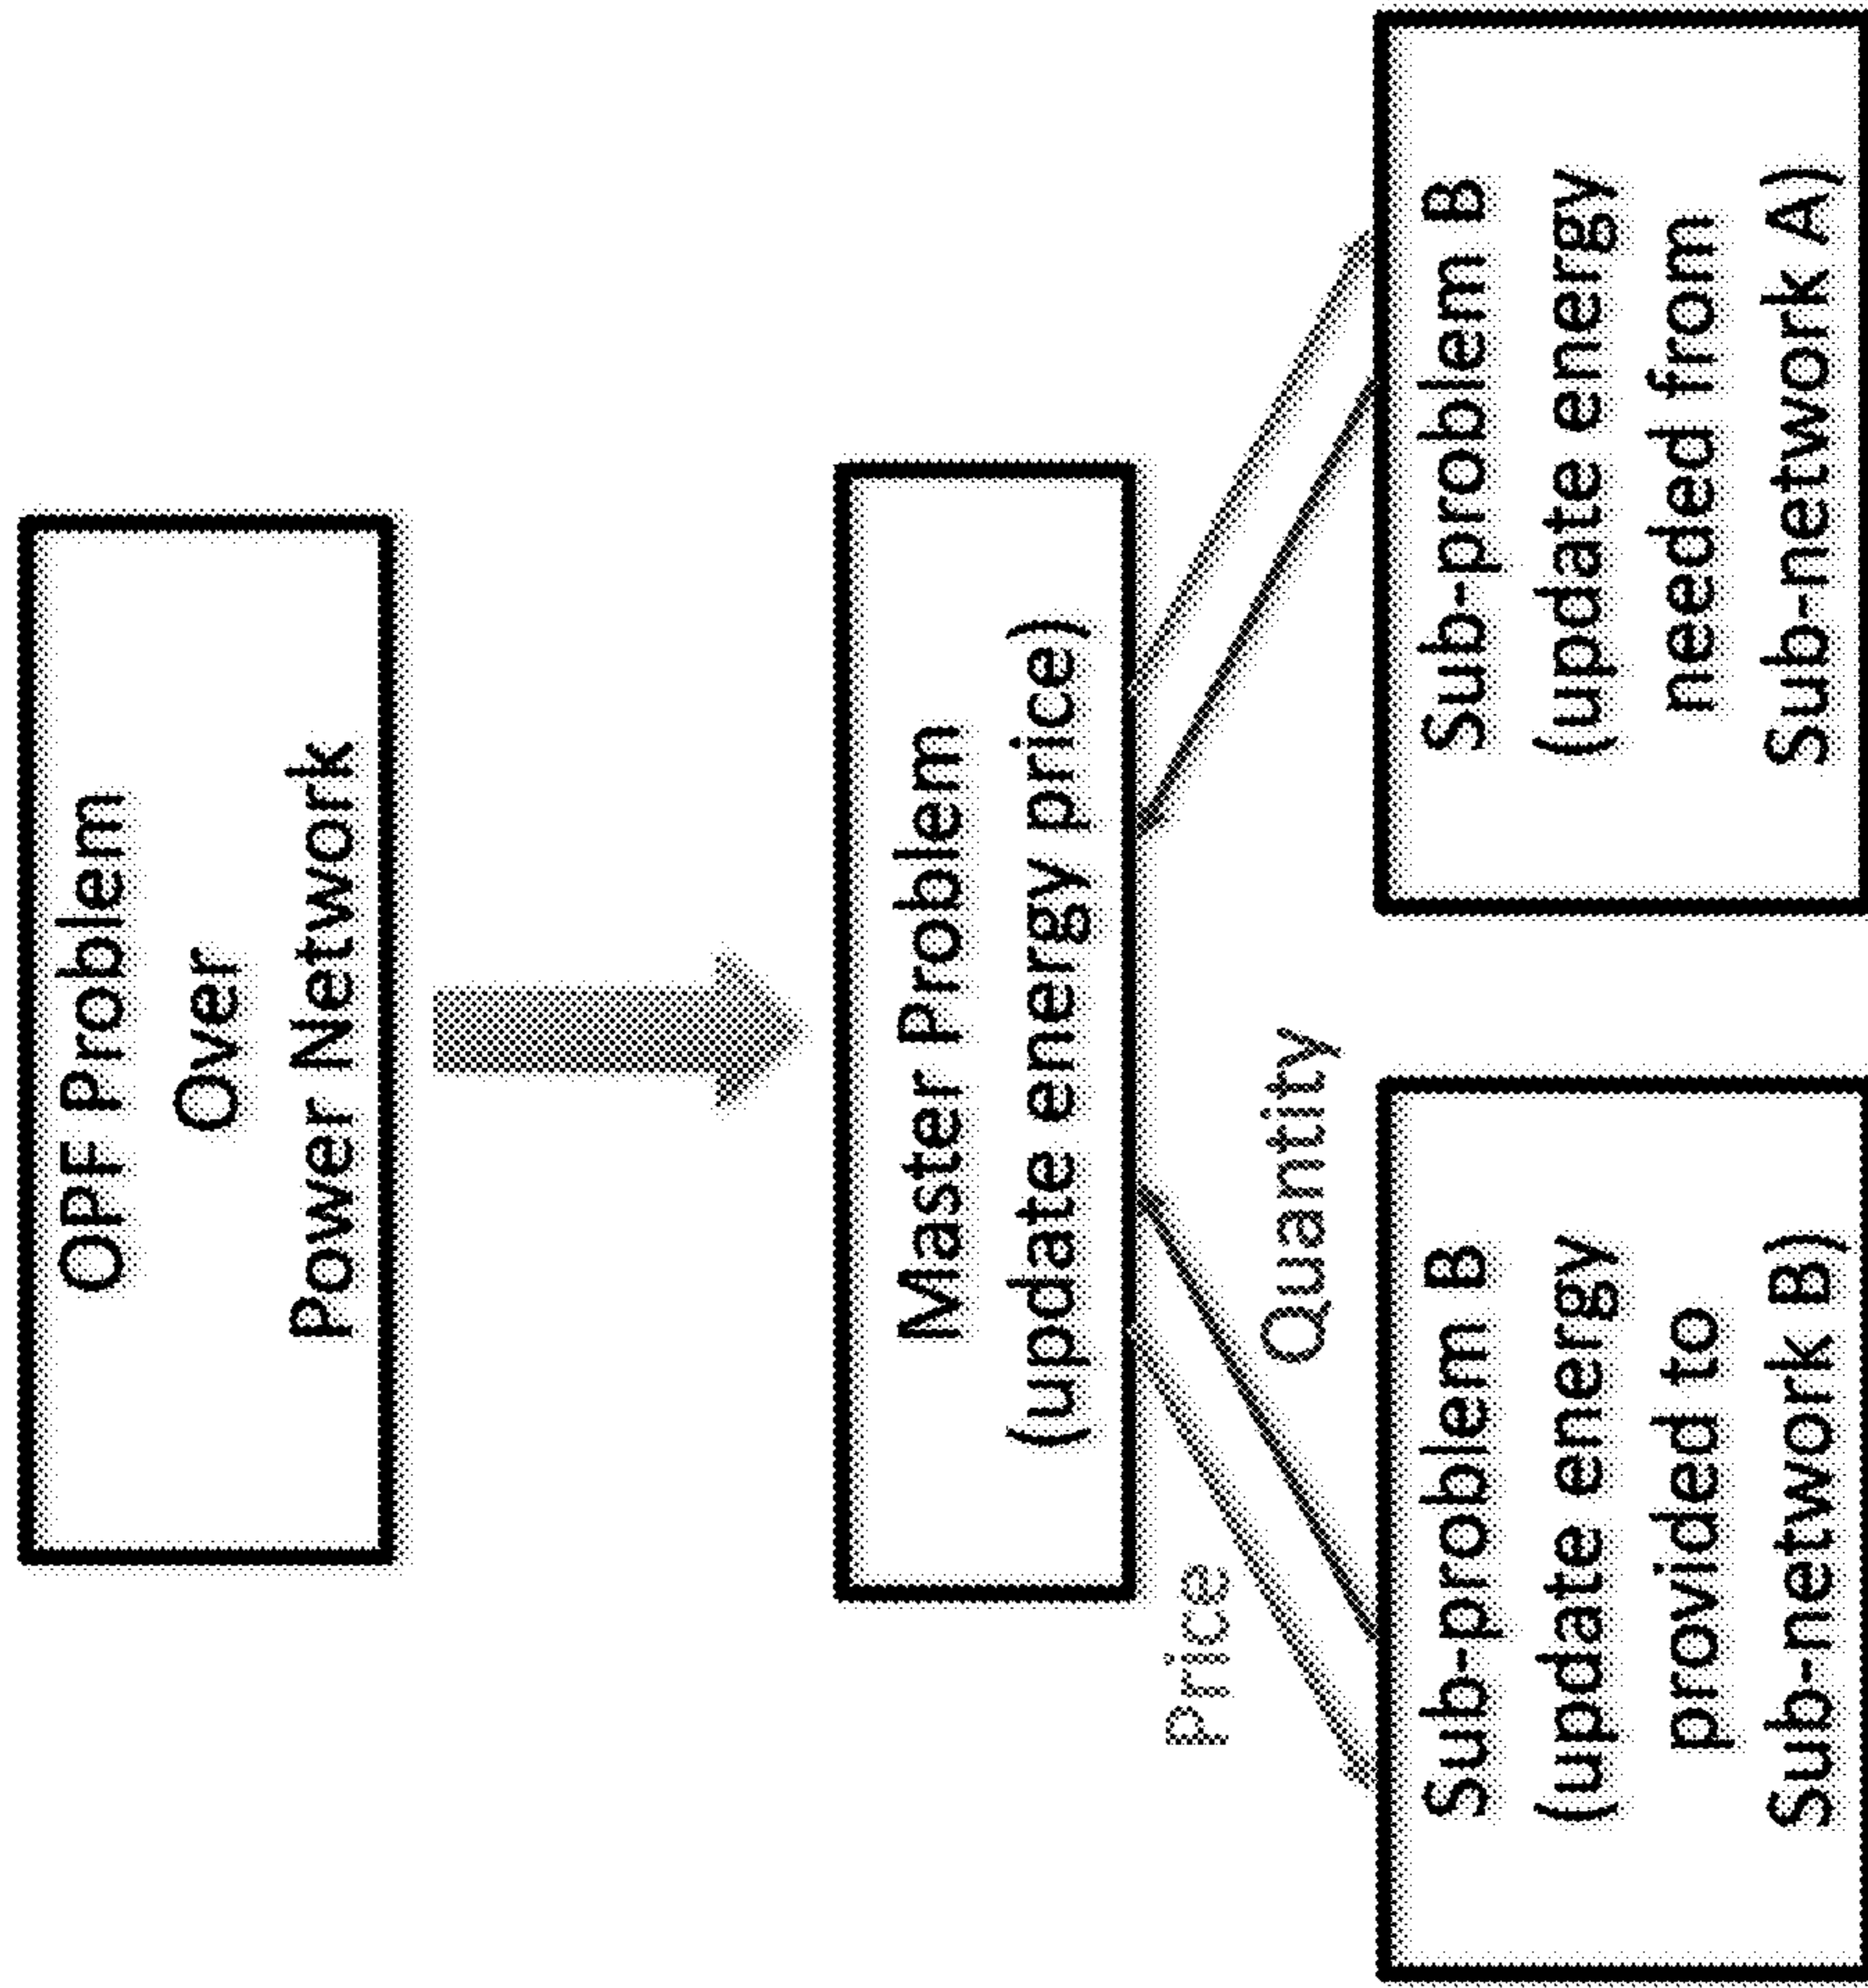 OPF Problem
Over
Power Network
Master Problem
(update energy price)
Price
Quantity
Sub-problem B
(update energy
provided to
Sub-network B)
Sub-problem B
(update energy
needed from
Sub-network A)